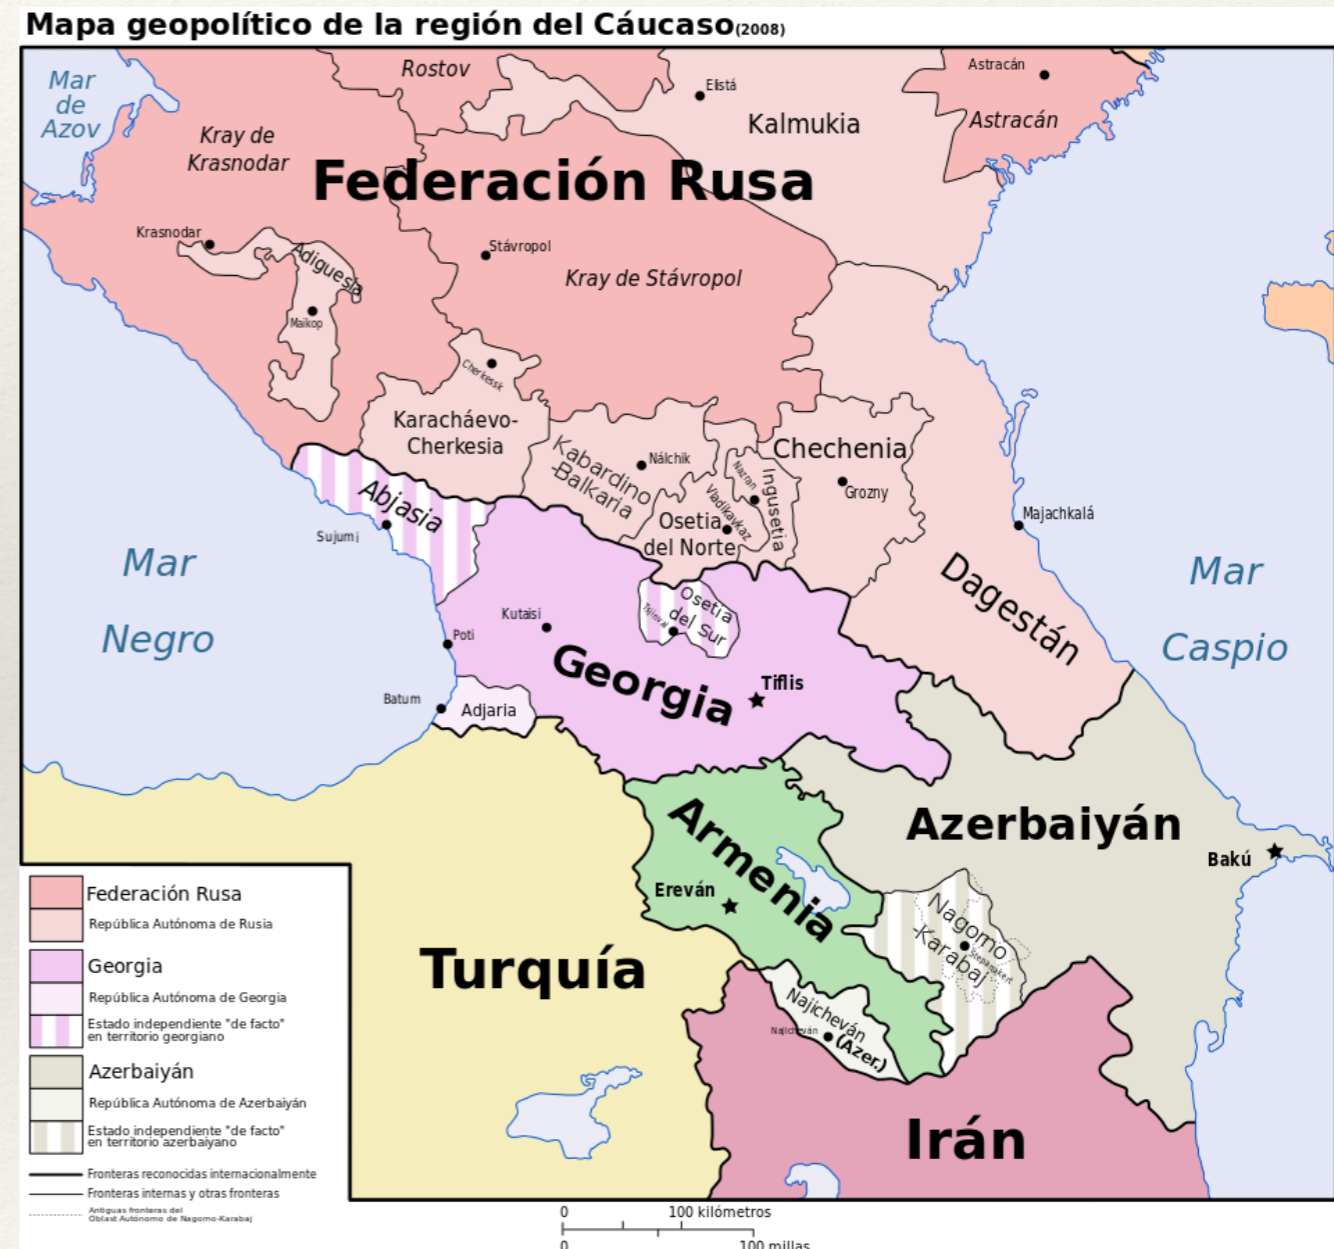 Mapa geopolítico de la región del Cáucaso(2008)
Mar
de
Azov
Rostov
Elistá
Astracán
Kalmukia
Astracán
Kray de
Krasnodar
Federación Rusa
Krasnodar
Adiguesia
Stávropol
Kray de Stávropol
Maikop
Cherkessk
Karacháevo-
Cherkesia
Kabardino
-Balkaria
Nálchik
Nazran
Ingusetia
Chechenia
Grozny
Vladikavkaz
Osetia
del Norte
Majachkalá
Abjasia
Sujumi
Mar
Negro
Mar
Caspio
Dagestán
Osetia
del Sur
Tsjinval
Kutaisi
Poti
Georgia
Tiflis
Batum
Adjaria
Armenia
Azerbaiyán
Bakú
Ereván
Nagorno
-Karabaj
Stepanakert
Turquía
Najicheván
Najicheván
(Azer.)
Irán
Federación Rusa
República Autónoma de Rusia
Georgia
República Autónoma de Georgia
Estado independiente "de facto"
en territorio georgiano
Azerbaiyán
República Autónoma de Azerbaiyán
Estado independiente "de facto"
en territorio azerbaiyano
Fronteras reconocidas internacionalmente
Fronteras internas y otras fronteras
Antiguas fronteras del
Oblast Autónomo de Nagorno-Karabaj
0 100 kilómetros
0 100 millas